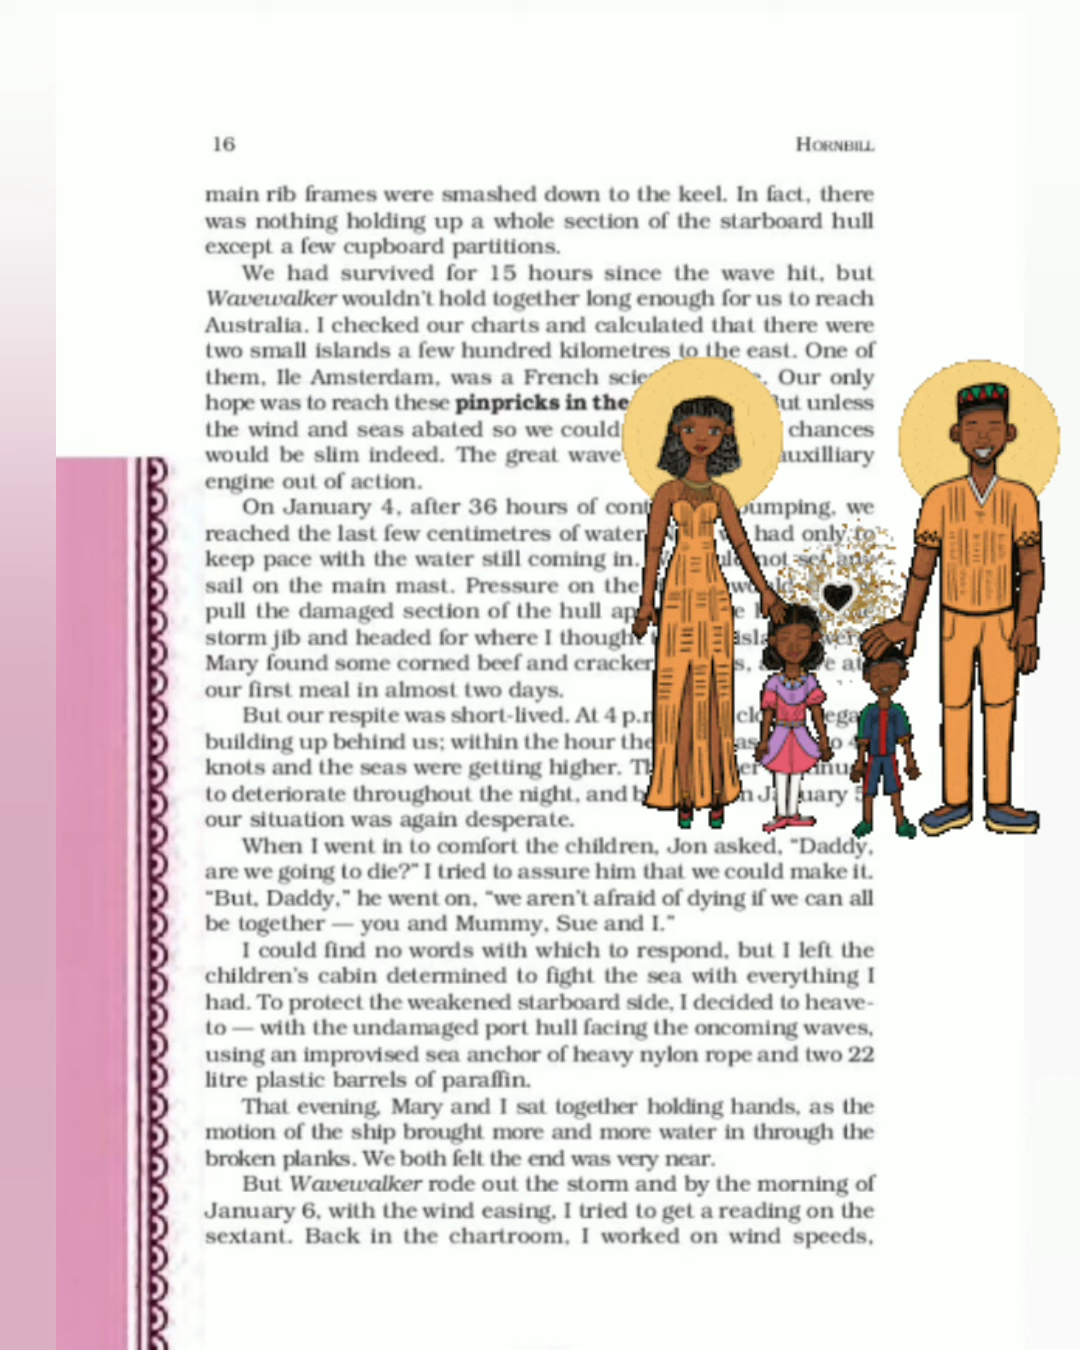 16 HORNBILL
main rib frames were smashed down to the keel. In fact, there
was nothing holding up a whole section of the starboard hull
except a few cupboard partitions.
We had survived for 15 hours since the wave hit, but
Wavewalker wouldn't hold together long enough for us to reach
Australia. I checked our charts and calculated that there were
two small islands a few hundred kilometres to the east. One of
them, Ile Amsterdam, was a French Our only
hope was to reach these pinpricks in the unless
the wind and seas abated so we could chances
would be slim indeed. The great wave auxilliary
engine out of action.
On January 4, after 36 hours of pumping, we
reached the last few centimetres of water had only to
keep pace with the water still coming in. not
sail on the main mast. Pressure on the
pull the damaged section of the hull
storm jib and headed for where I thought
Mary found some corned beef and
our first meal in almost two days.
But our respite was short-lived. At 4
building up behind us; within the hour the
knots and the seas were getting higher.
to deteriorate throughout the night, and January 5
our situation was again desperate.
When I went in to comfort the children, Jon asked, "Daddy,
are we going to die?" I tried to assure him that we could make it.
"But, Daddy," he went on, "we aren't afraid of dying if we can all
be together — you and Mummy, Sue and I."
I could find no words with which to respond, but I left the
children's cabin determined to fight the sea with everything I
had. To protect the weakened starboard side, I decided to heave-
to — with the undamaged port hull facing the oncoming waves,
using an improvised sea anchor of heavy nylon rope and two 22
litre plastic barrels of paraffin.
That evening, Mary and I sat together holding hands, as the
motion of the ship brought more and more water in through the
broken planks. We both felt the end was very near.
But Wavewalker rode out the storm and by the morning of
January 6, with the wind easing, I tried to get a reading on the
sextant. Back in the chartroom, I worked on wind speeds,